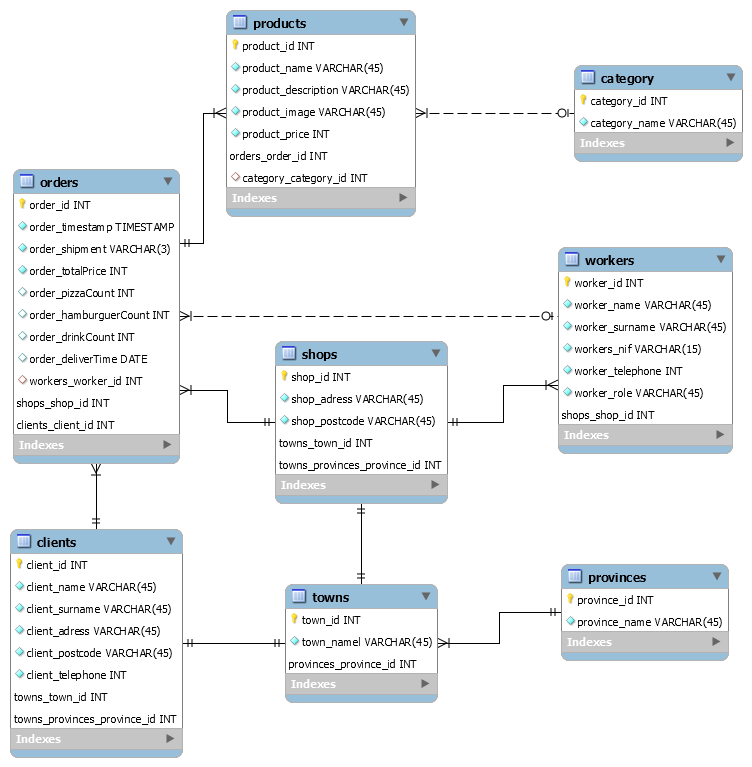 products
product_id INT
product_name VARCHAR(45)
product_description VARCHAR(45)
product_image VARCHAR(45)
product_price INT
orders_order_id INT
category_category_id INT
Indexes
category
category_id INT
category_name VARCHAR(45)
Indexes
orders
order_id INT
order_timestamp TIMESTAMP
order_shipment VARCHAR(3)
order_totalPrice INT
order_pizzaCount INT
order_hamburguerCount INT
order_drinkCount INT
order_deliverTime DATE
workers_worker_id INT
shops_shop_id INT
clients_client_id INT
Indexes
workers
worker_id INT
worker_name VARCHAR(45)
worker_surname VARCHAR(45)
workers_nif VARCHAR(15)
worker_telephone INT
worker_role VARCHAR(45)
shops_shop_id INT
Indexes
shops
shop_id INT
shop_adress VARCHAR(45)
shop_postcode VARCHAR(45)
towns_town_id INT
towns_provinces_province_id INT
Indexes
clients
client_id INT
client_name VARCHAR(45)
client_surname VARCHAR(45)
client_adress VARCHAR(45)
client_postcode VARCHAR(45)
client_telephone INT
towns_town_id INT
towns_provinces_province_id INT
Indexes
towns
town_id INT
town_namel VARCHAR(45)
provinces_province_id INT
Indexes
provinces
province_id INT
province_name VARCHAR(45)
Indexes